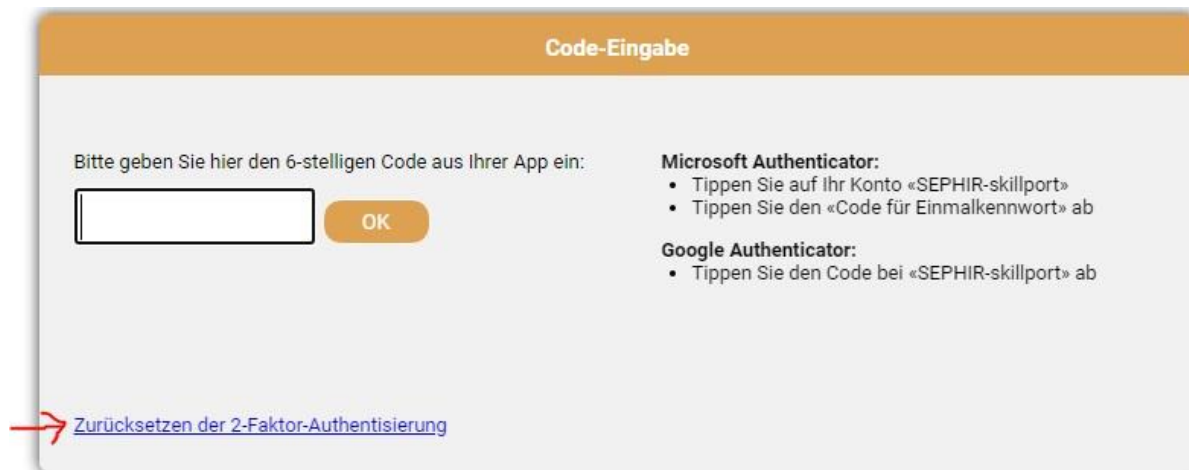 Code-Eingabe
Bitte geben Sie hier den 6-stelligen Code aus Ihrer App ein:
OK
Microsoft Authenticator:
• Tippen Sie auf Ihr Konto «SEPHIR-skillport»
• Tippen Sie den «Code für Einmalkennwort» ab
Google Authenticator:
• Tippen Sie den Code bei «SEPHIR-skillport» ab
Zurücksetzen der 2-Faktor-Authentisierung